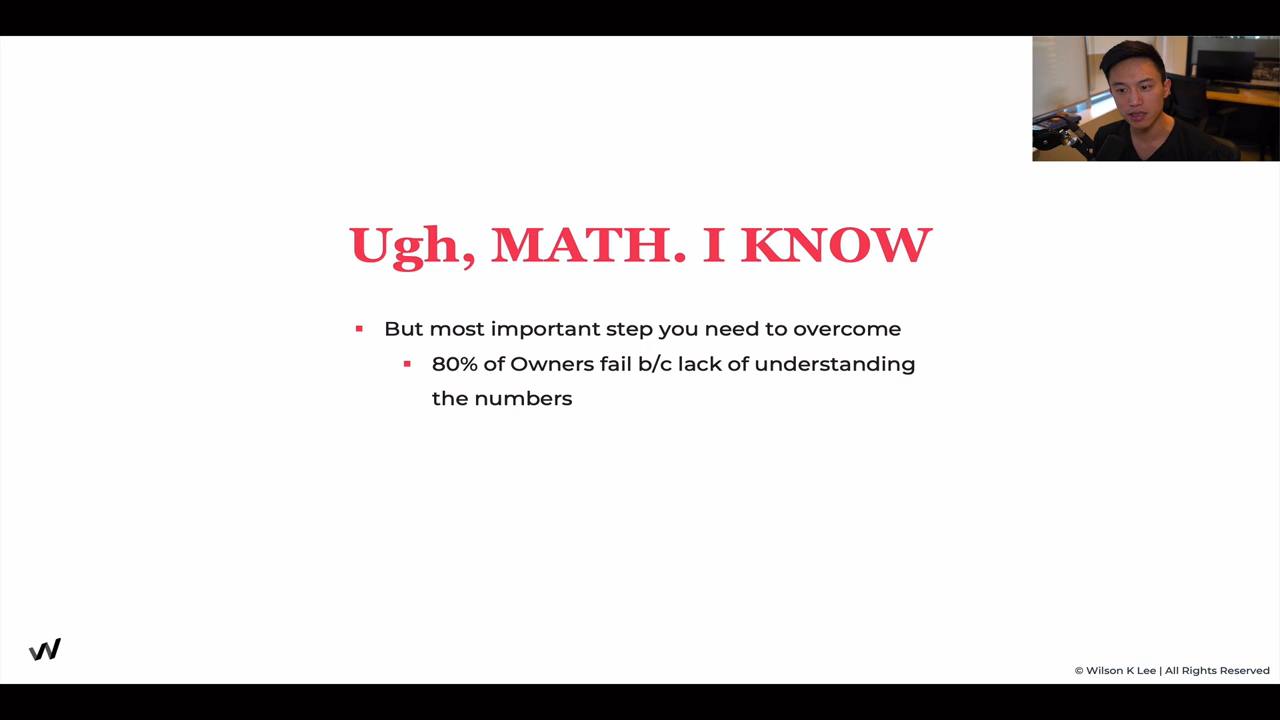 Ugh, MATH. I KNOW
▪ But most important step you need to overcome
▪ 80% of Owners fail b/c lack of understanding
the numbers
W
© Wilson K Lee | All Rights Reserved